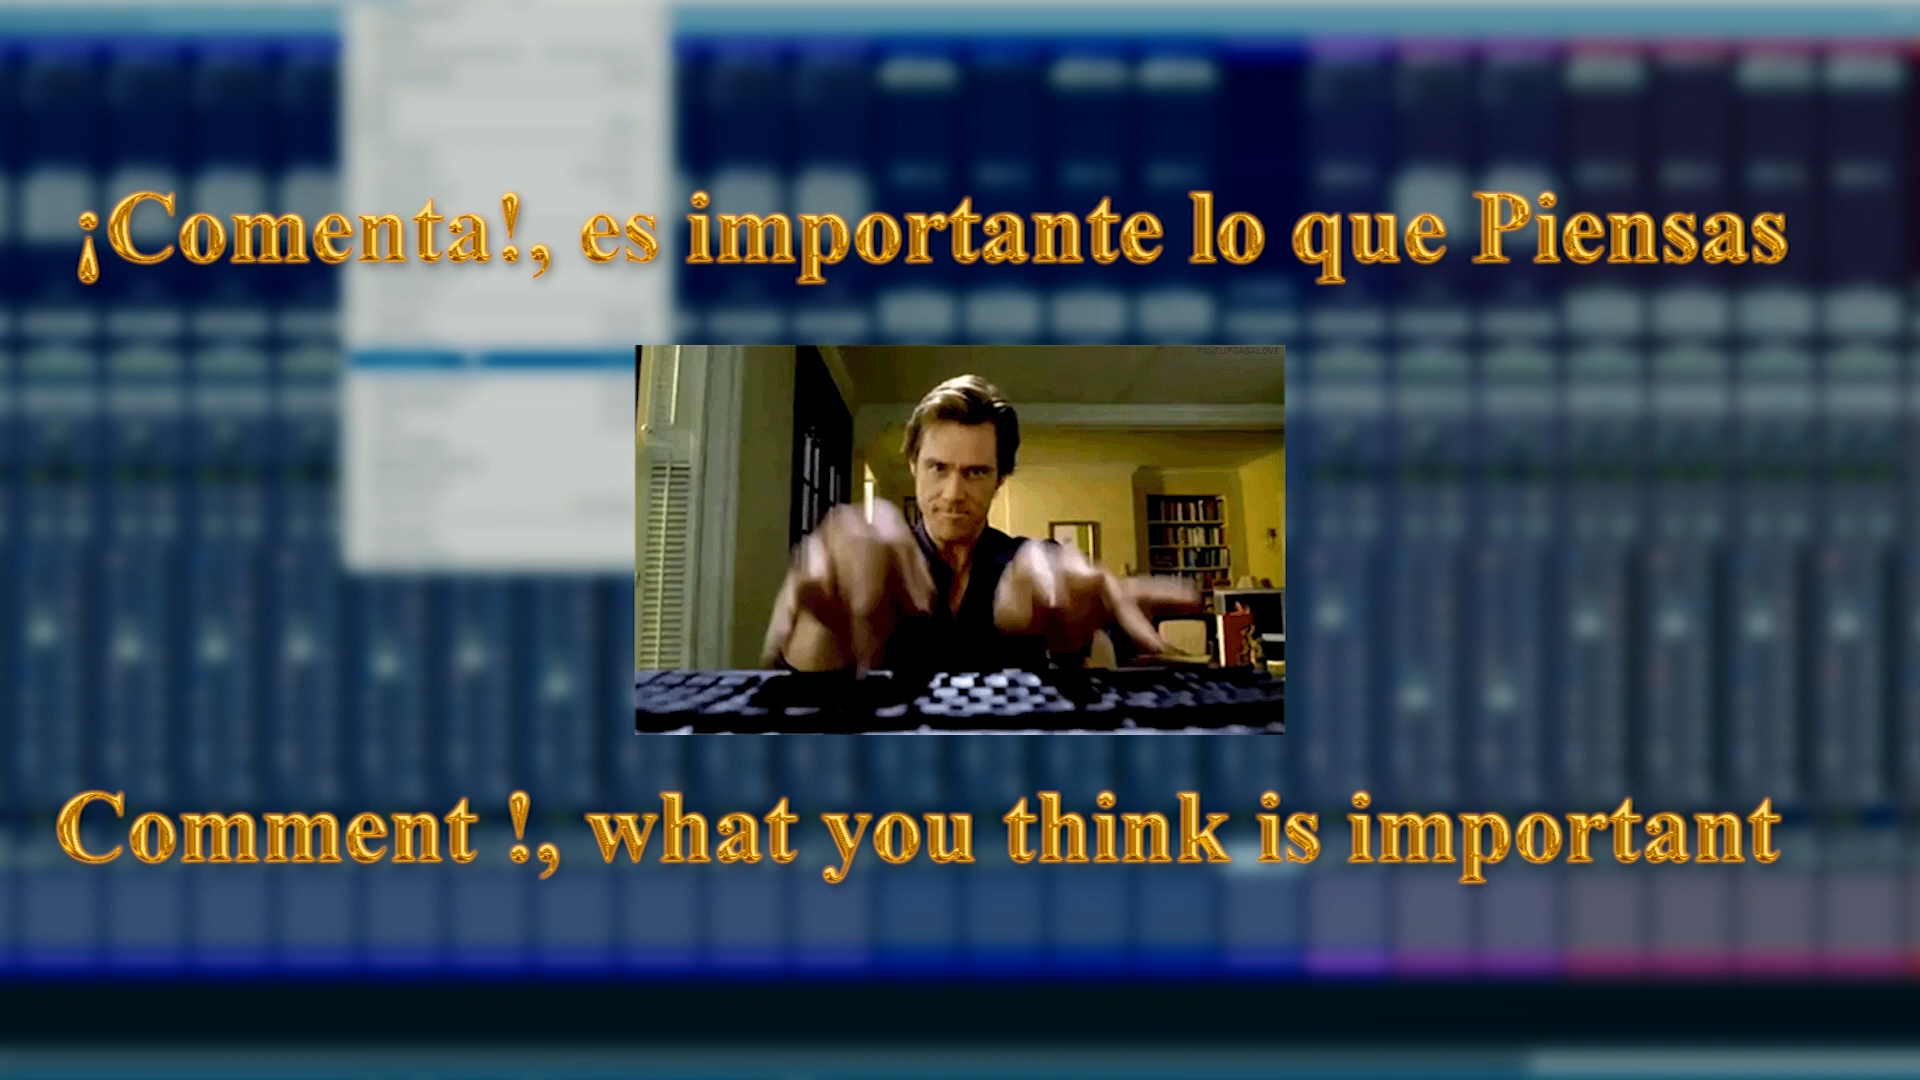 ¡Comenta!, es importante lo que Piensas
Comment !, what you think is important